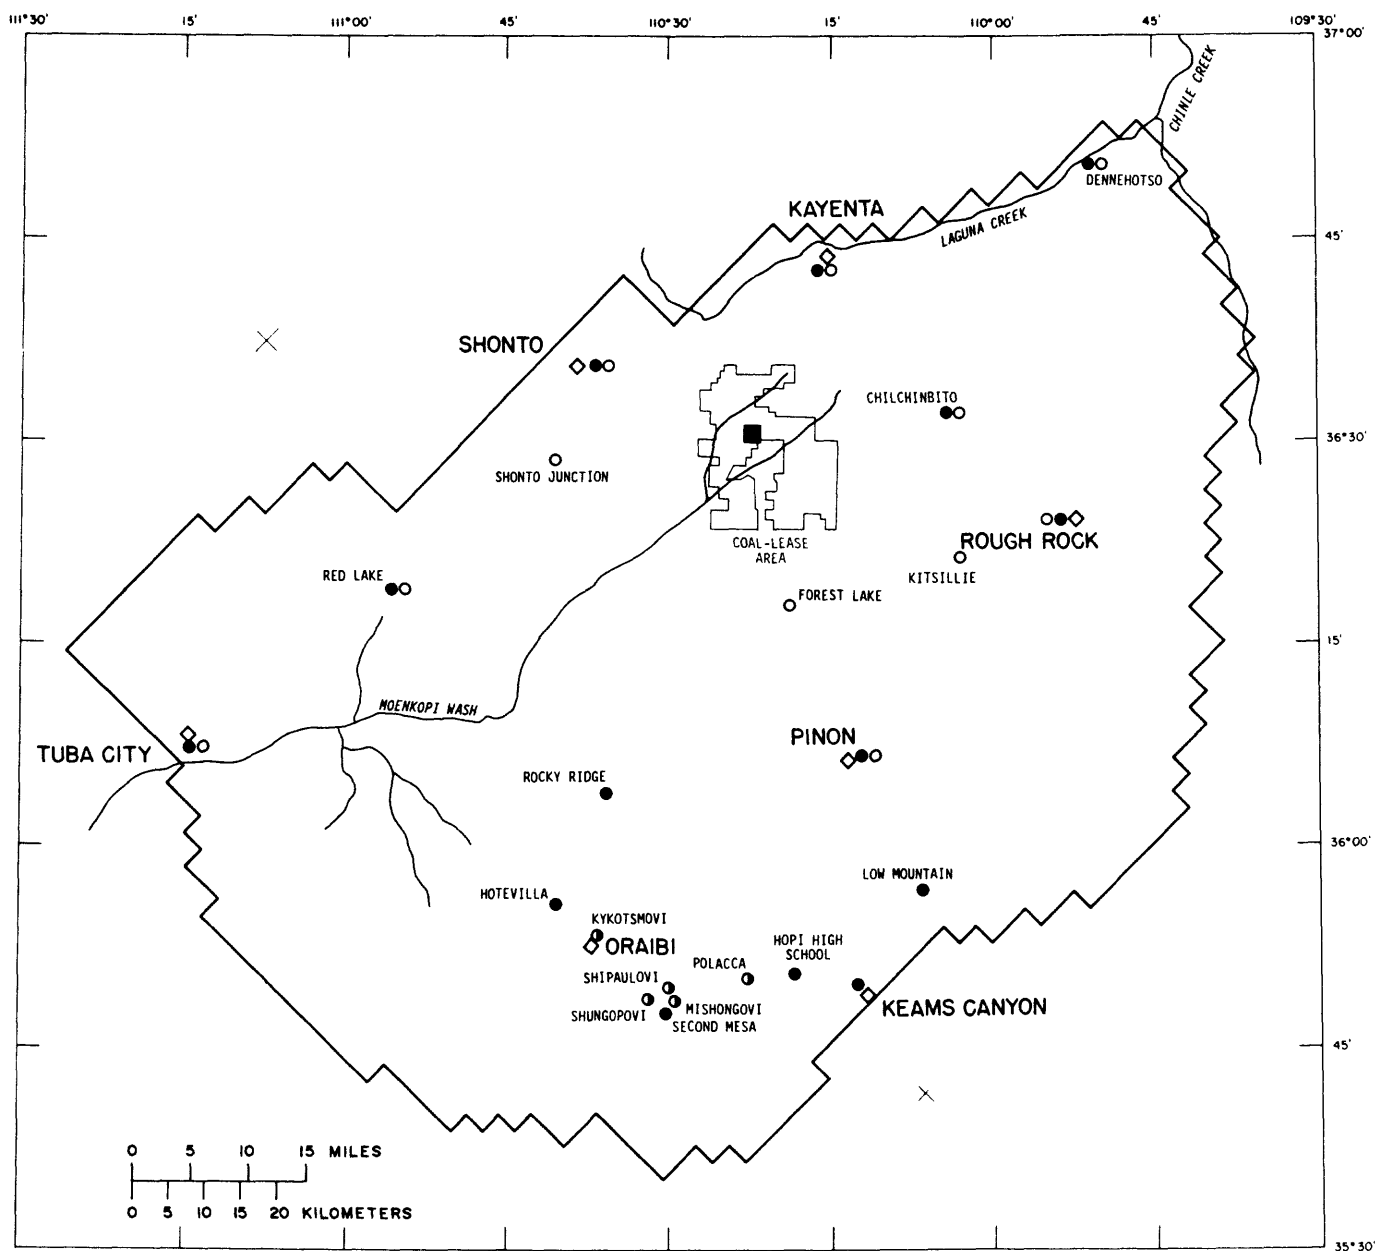 111°30'
15'
111°00'
45'
110°30'
15'
110°00'
45'
109°30'
37°00'
CHINLE CREEK
DENNEHOTSO
KAYENTA
LAGUNA CREEK
45'
SHONTO
CHILCHINBITO
36°30'
SHONTO JUNCTION
COAL-LEASE
AREA
ROUGH ROCK
KITSILLIE
RED LAKE
FOREST LAKE
15'
MOENKOPI WASH
TUBA CITY
PINON
ROCKY RIDGE
36°00'
LOW MOUNTAIN
HOTEVILLA
KYKOTSMOVI
ORAIBI
HOPI HIGH
SCHOOL
POLACCA
SHIPAULOVI
SHUNGOPOVI
MISHONGOVI
SECOND MESA
KEAMS CANYON
45'
0 5 10 15 MILES
0 5 10 15 20 KILOMETERS
35°30'